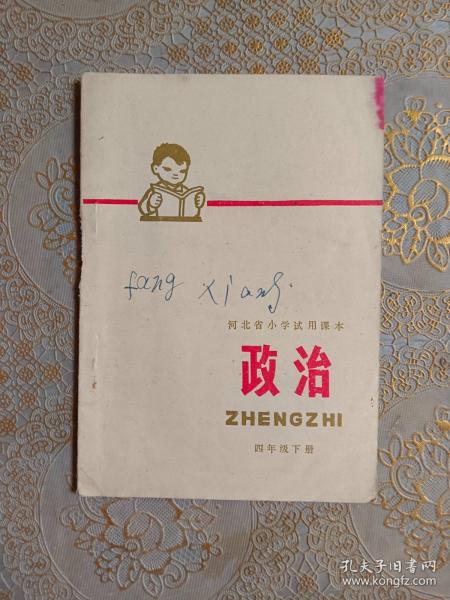 fang xiang
河北省小学试用课本
政治
ZHENGZHI
四年级下册
孔夫子旧书网
www.kongfz.com